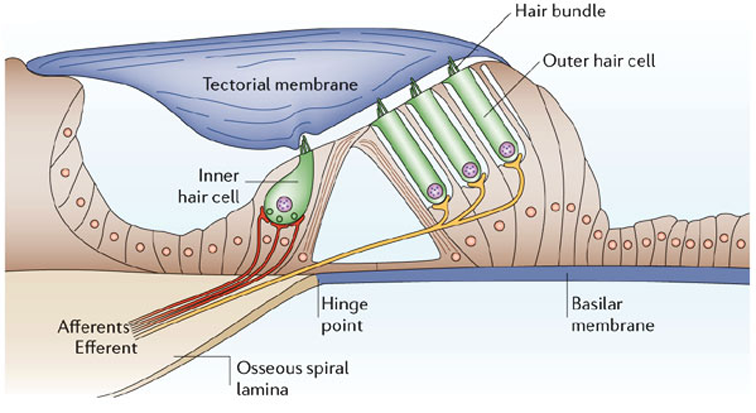 Hair bundle
Outer hair cell
Tectorial membrane
Inner
hair cell
Afferents
Efferent
Hinge
point
Basilar
membrane
Osseous spiral
lamina